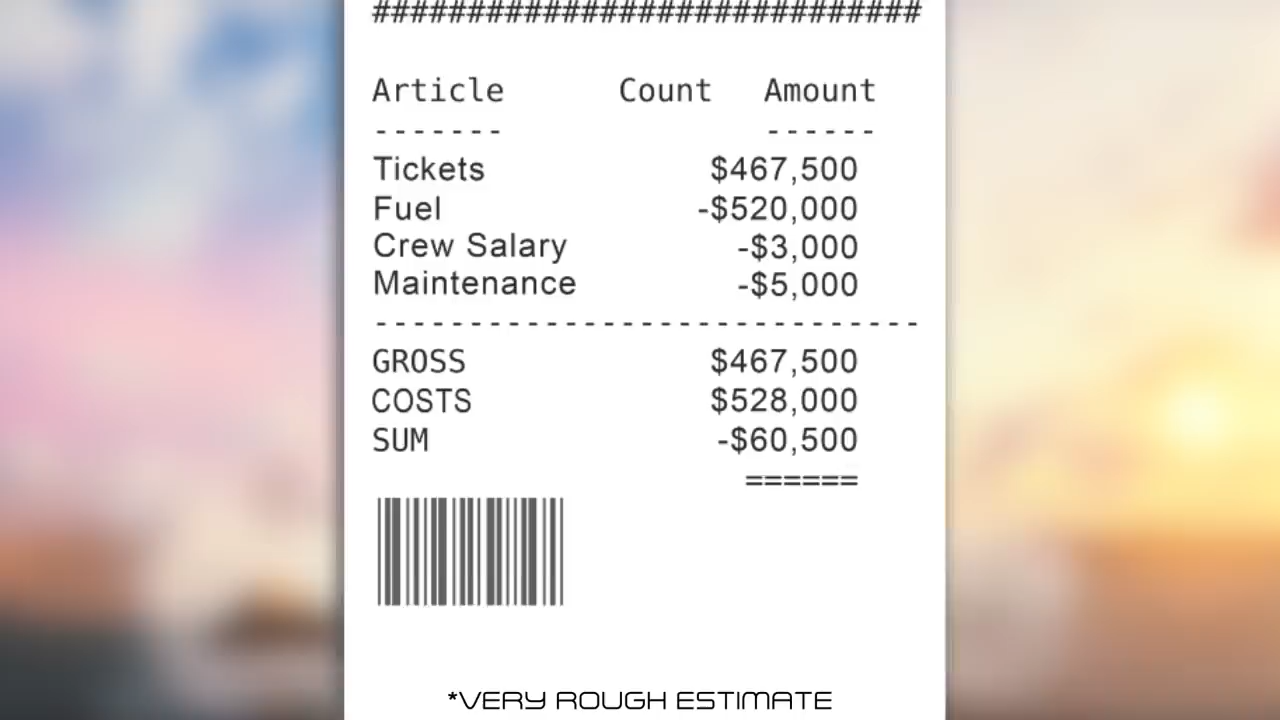 #############################
Article Count Amount
------- ------
Tickets $467,500
Fuel -$520,000
Crew Salary -$3,000
Maintenance -$5,000
-----------------------------
GROSS $467,500
COSTS $528,000
SUM -$60,500
======
*VERY ROUGH ESTIMATE